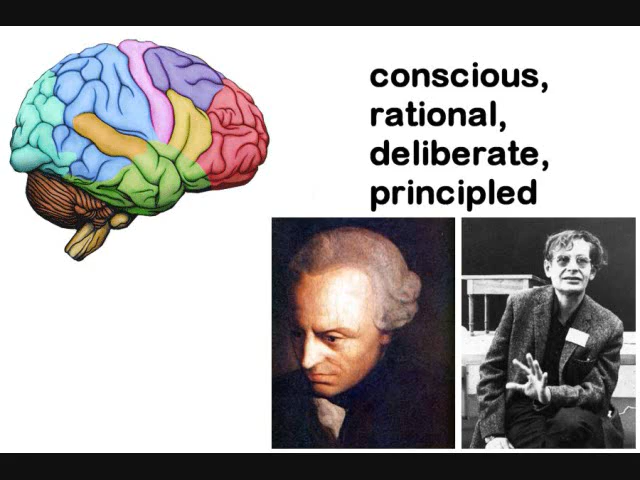 conscious,
rational,
deliberate,
principled